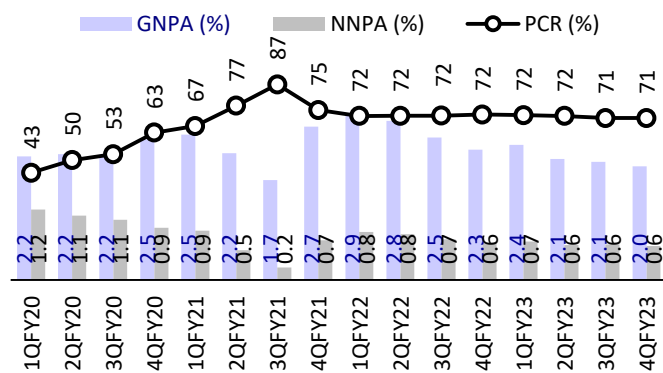 GNPA (%) NNPA (%) PCR (%)
43 50 53 63 67 77 87 75 72 72 72 72 72 72 71 71
2.2 2.2 2.2 2.5 2.5 2.2 1.7 2.7 2.9 2.8 2.5 2.3 2.4 2.1 2.1 2.0
1.2 1.1 1.1 0.9 0.9 0.5 0.2 0.7 0.8 0.8 0.7 0.6 0.7 0.6 0.6 0.6
1QFY20 2QFY20 3QFY20 4QFY20 1QFY21 2QFY21 3QFY21 4QFY21 1QFY22 2QFY22 3QFY22 4QFY22 1QFY23 2QFY23 3QFY23 4QFY23